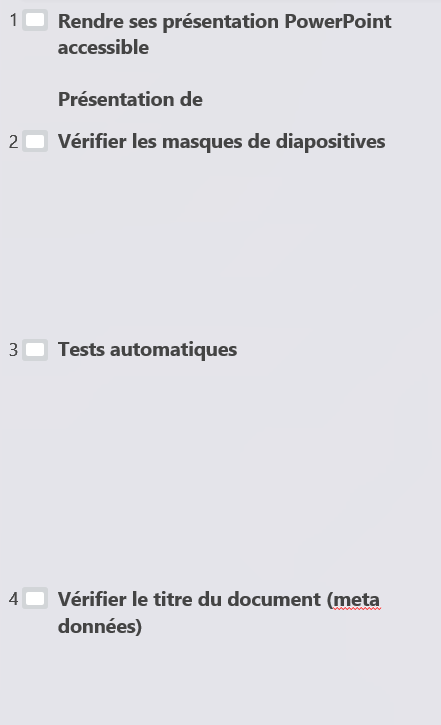 1 Rendre ses présentation PowerPoint
accessible
Présentation de
2 Vérifier les masques de diapositives
3 Tests automatiques
4 Vérifier le titre du document (meta
données)